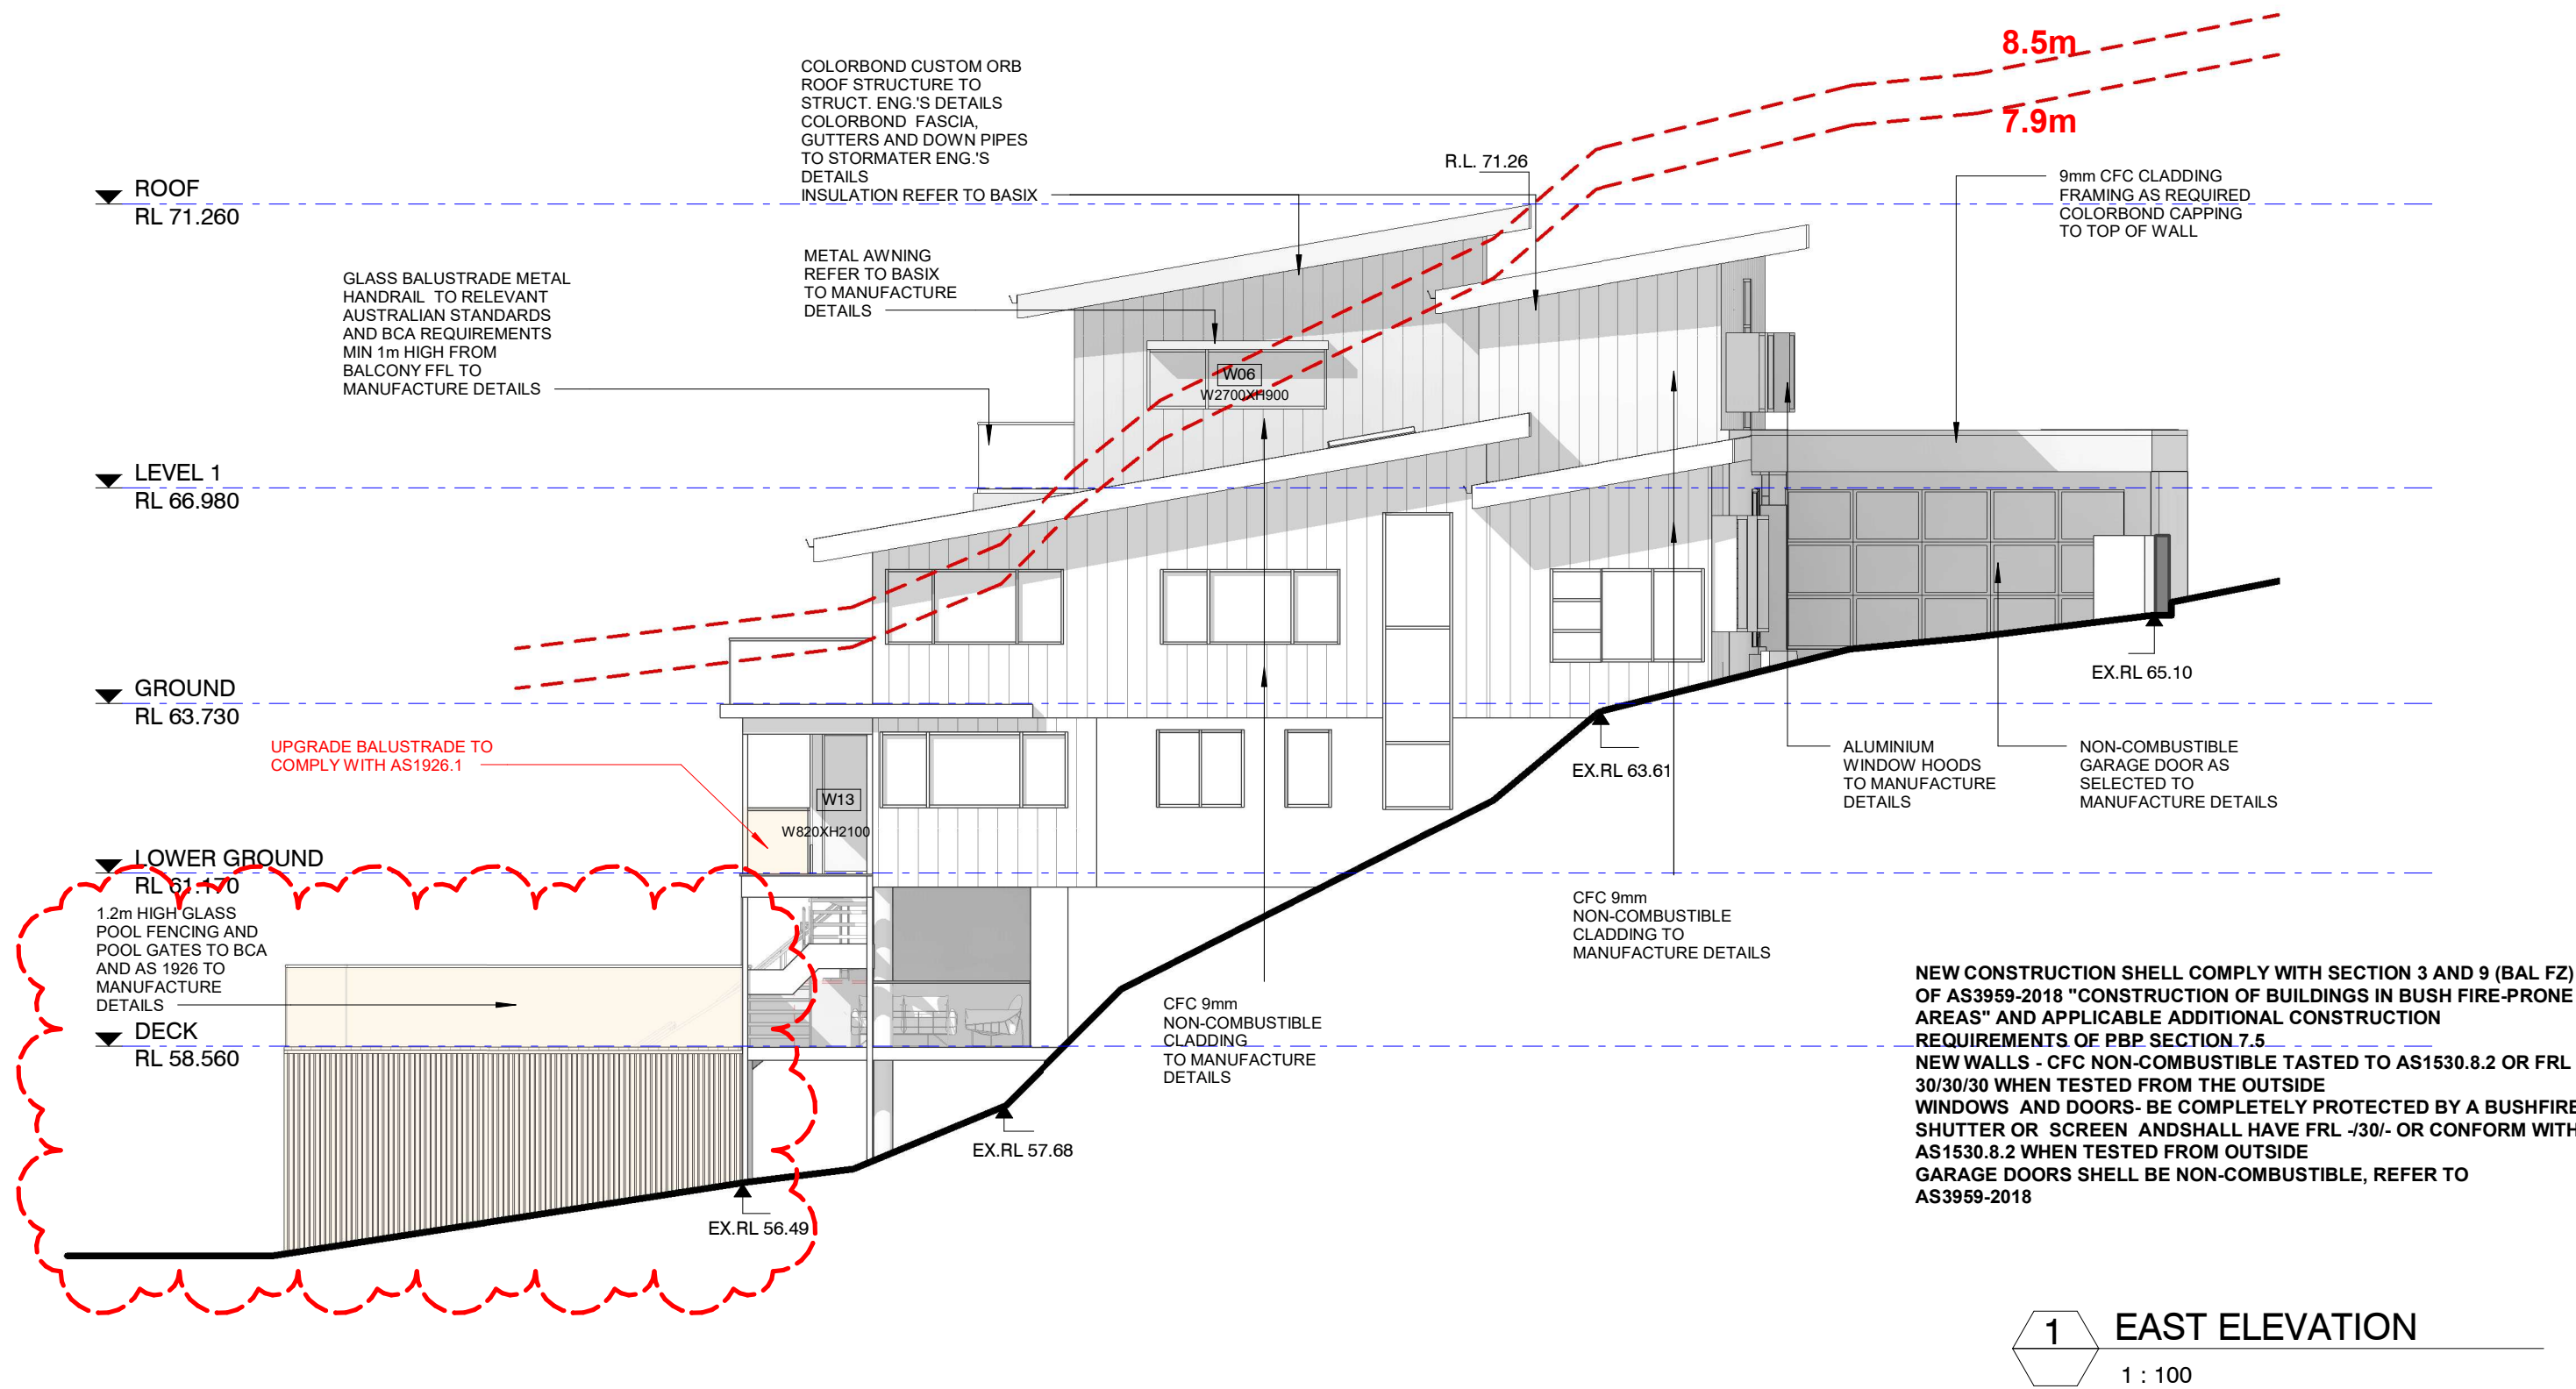 8.5m
7.9m
COLORBOND CUSTOM ORB
ROOF STRUCTURE TO
STRUCT. ENG.'S DETAILS
COLORBOND FASCIA,
GUTTERS AND DOWN PIPES
TO STORMATER ENG.'S
DETAILS
INSULATION REFER TO BASIX
R.L. 71.26
9mm CFC CLADDING
FRAMING AS REQUIRED
COLORBOND CAPPING
TO TOP OF WALL
ROOF
RL 71.260
METAL AWNING
REFER TO BASIX
TO MANUFACTURE
DETAILS
GLASS BALUSTRADE METAL
HANDRAIL TO RELEVANT
AUSTRALIAN STANDARDS
AND BCA REQUIREMENTS
MIN 1m HIGH FROM
BALCONY FFL TO
MANUFACTURE DETAILS
W06
W2700XH900
LEVEL 1
RL 66.980
GROUND
RL 63.730
EX.RL 65.10
UPGRADE BALUSTRADE TO
COMPLY WITH AS1926.1
EX.RL 63.61
ALUMINIUM
WINDOW HOODS
TO MANUFACTURE
DETAILS
NON-COMBUSTIBLE
GARAGE DOOR AS
SELECTED TO
MANUFACTURE DETAILS
W13
W820XH2100
LOWER GROUND
RL 61.170
1.2m HIGH GLASS
POOL FENCING AND
POOL GATES TO BCA
AND AS 1926 TO
MANUFACTURE
DETAILS
CFC 9mm
NON-COMBUSTIBLE
CLADDING TO
MANUFACTURE DETAILS
DECK
RL 58.560
CFC 9mm
NON-COMBUSTIBLE
CLADDING
TO MANUFACTURE
DETAILS
NEW CONSTRUCTION SHELL COMPLY WITH SECTION 3 AND 9 (BAL FZ)
OF AS3959-2018 "CONSTRUCTION OF BUILDINGS IN BUSH FIRE-PRONE
AREAS" AND APPLICABLE ADDITIONAL CONSTRUCTION
REQUIREMENTS OF PBP SECTION 7.5
NEW WALLS - CFC NON-COMBUSTIBLE TASTED TO AS1530.8.2 OR FRL
30/30/30 WHEN TESTED FROM THE OUTSIDE
WINDOWS AND DOORS- BE COMPLETELY PROTECTED BY A BUSHFIRE
SHUTTER OR SCREEN ANDSHALL HAVE FRL -/30/- OR CONFORM WITH
AS1530.8.2 WHEN TESTED FROM OUTSIDE
GARAGE DOORS SHELL BE NON-COMBUSTIBLE, REFER TO
AS3959-2018
EX.RL 57.68
EX.RL 56.49
1
EAST ELEVATION
1 : 100